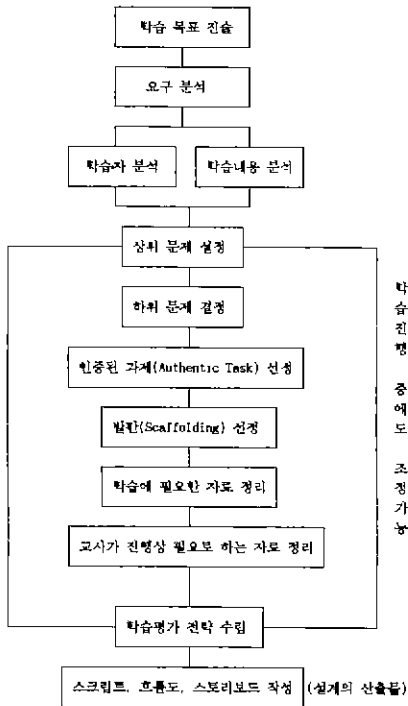 학습 목표 진술
요구 분석
학습자 분석
학습내용 분석
상위 문제 설정
하위 문제 결정
인증된 과제(Authentic Task) 선정
발판(Scaffolding) 선정
학습에 필요한 자료 정리
교사가 진행상 필요로 하는 자료 정리
학습평가 전략 수립
스크립트, 흐름도, 스토리보드 작성 (설계의 산출물)
학
습
진
행
중
에
도
조
정
가
능